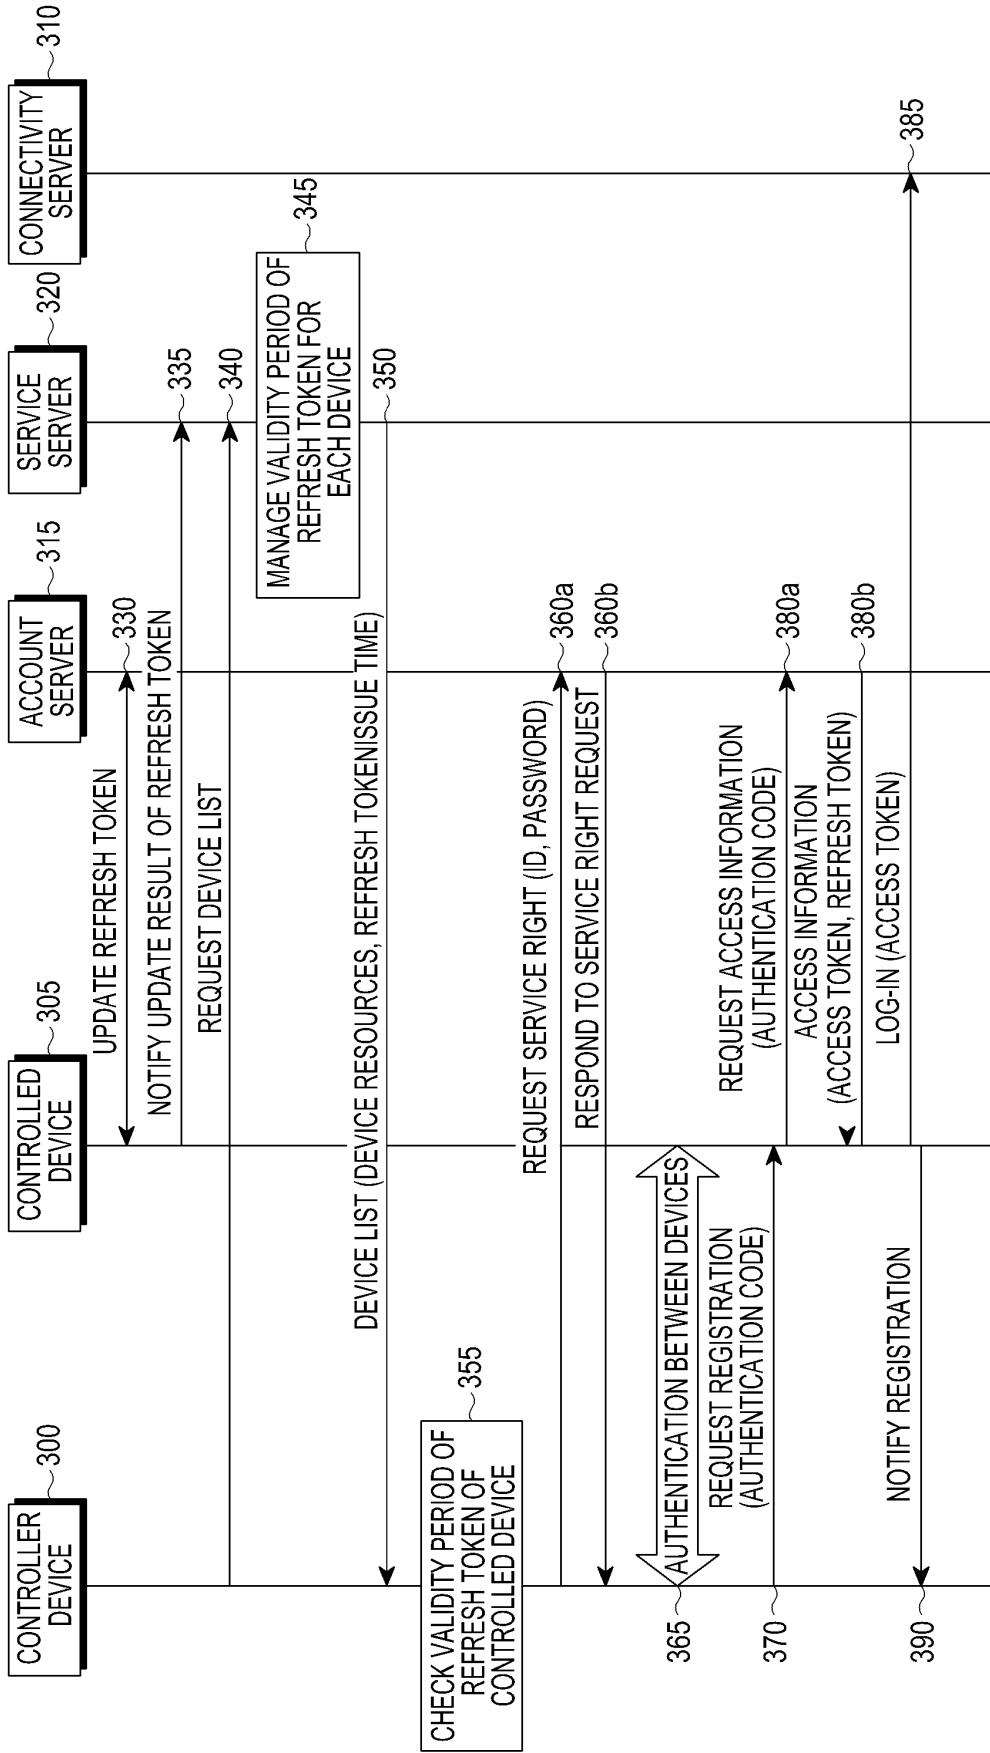 CONTROLLER
DEVICE
300
CONTROLLED
DEVICE
305
ACCOUNT
SERVER
315
SERVICE
SERVER
320
CONNECTIVITY
SERVER
310
UPDATE REFRESH TOKEN
330
NOTIFY UPDATE RESULT OF REFRESH TOKEN
335
REQUEST DEVICE LIST
340
MANAGE VALIDITY PERIOD OF
REFRESH TOKEN FOR
EACH DEVICE
345
DEVICE LIST (DEVICE RESOURCES, REFRESH TOKENISSUE TIME)
350
CHECK VALIDITY PERIOD OF
REFRESH TOKEN OF
CONTROLLED DEVICE
355
REQUEST SERVICE RIGHT (ID, PASSWORD)
360a
RESPOND TO SERVICE RIGHT REQUEST
360b
365
AUTHENTICATION BETWEEN DEVICES
REQUEST REGISTRATION
(AUTHENTICATION CODE)
370
REQUEST ACCESS INFORMATION
(AUTHENTICATION CODE)
380a
ACCESS INFORMATION
(ACCESS TOKEN, REFRESH TOKEN)
380b
LOG-IN (ACCESS TOKEN)
385
NOTIFY REGISTRATION
390